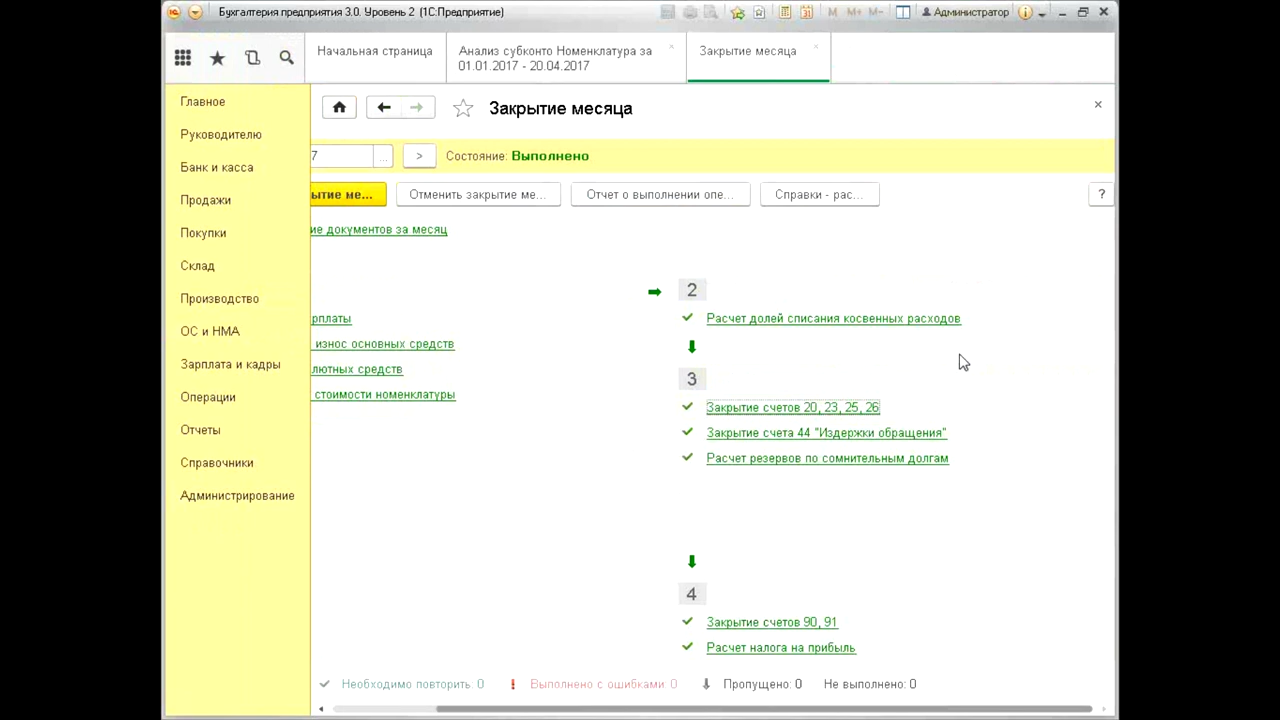 Бухгалтерия предприятия 3.0. Уровень 2 (1С:Предприятие)
M M+ M- Администратор
Начальная страница
Анализ субконто Номенклатура за
01.01.2017 - 20.04.2017
Закрытие месяца
Главное
Руководителю
Банк и касса
Продажи
Покупки
Склад
Производство
ОС и НМА
Зарплата и кадры
Операции
Отчеты
Справочники
Администрирование
Закрытие месяца
7 ... > Состояние: Выполнено
ытие ме... Отменить закрытие ме... Отчет о выполнении опе... Справки - рас... ?
ие документов за месяц
рплаты
износ основных средств
лютных средств
стоимости номенклатуры
2
Расчет долей списания косвенных расходов
3
Закрытие счетов 20, 23, 25, 26
Закрытие счета 44 "Издержки обращения"
Расчет резервов по сомнительным долгам
4
Закрытие счетов 90, 91
Расчет налога на прибыль
Необходимо повторить: 0 Выполнено с ошибками 0 Пропущено: 0 Не выполнено: 0